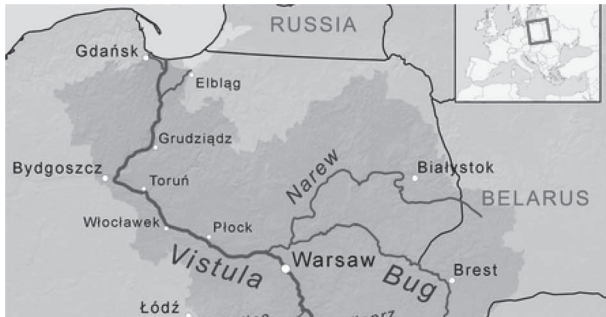 RUSSIA
Gdańsk
Elbląg
Grudziądz
Bydgoszcz
Toruń
Narew
Białystok
BELARUS
Włocławek
Płock
Vistula
Warsaw
Bug
Brest
Łódź